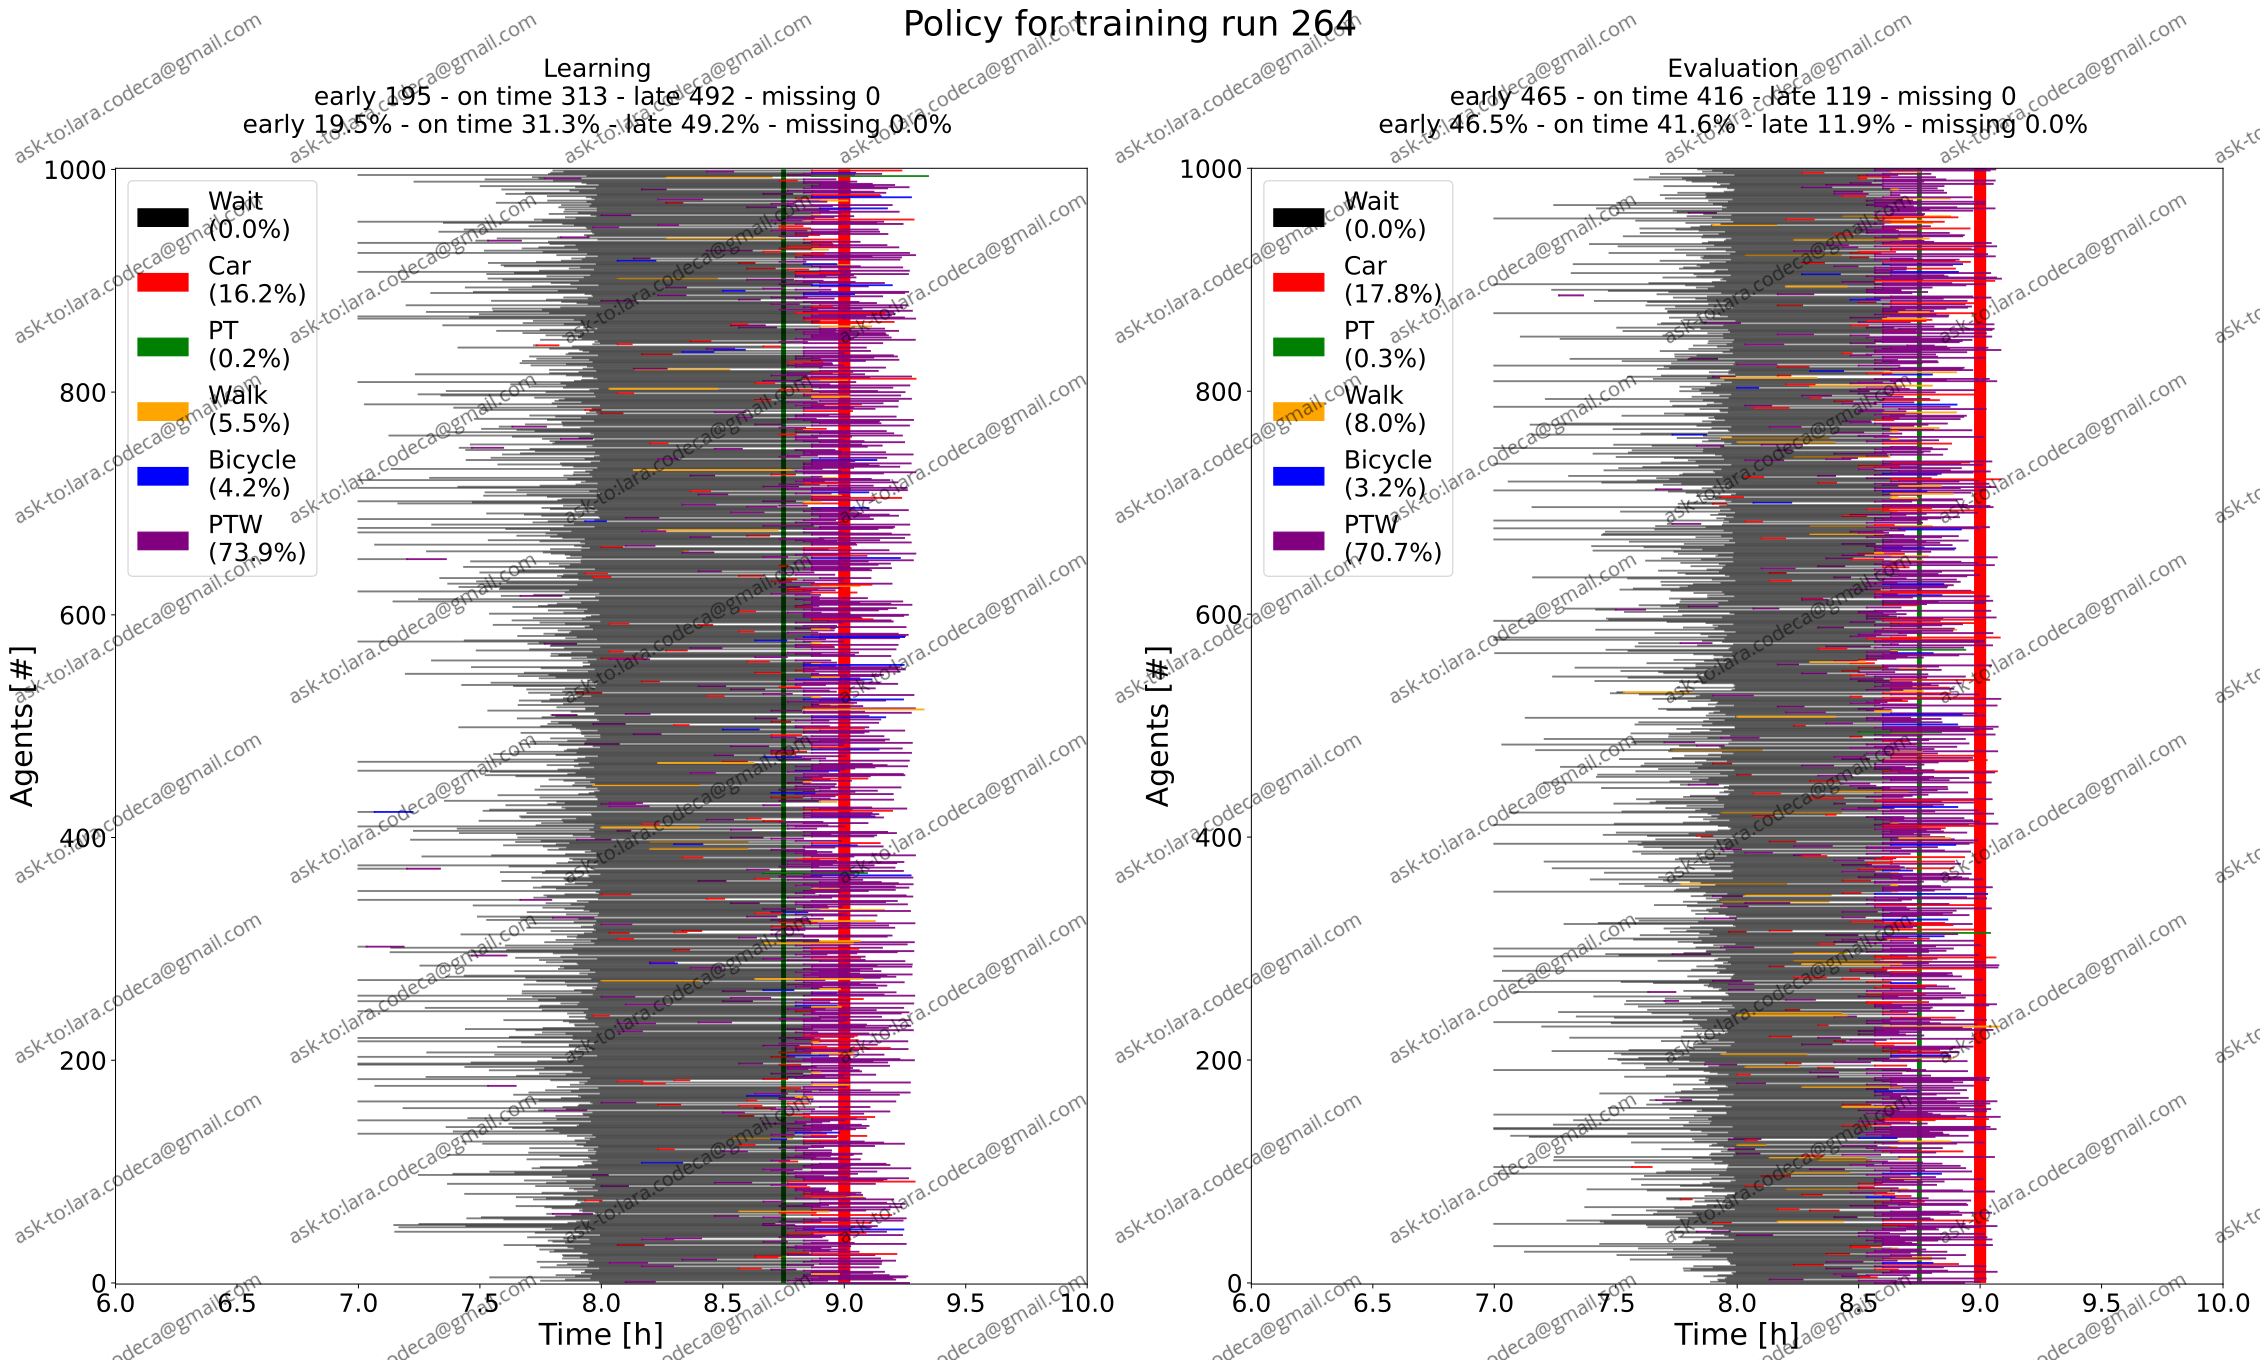 Policy for training run 264
Learning
early 195 - on time 313 - late 492 - missing 0
early 19.5% - on time 31.3% - late 49.2% - missing 0.0%
Wait
(0.0%)
Car
(16.2%)
PT
(0.2%)
Walk
(5.5%)
Bicycle
(4.2%)
PTW
(73.9%)
1000
800
600
400
200
0
Agents [#]
6.0 6.5 7.0 7.5 8.0 8.5 9.0 9.5 10.0
Time [h]
Evaluation
early 465 - on time 416 - late 119 - missing 0
early 46.5% - on time 41.6% - late 11.9% - missing 0.0%
Wait
(0.0%)
Car
(17.8%)
PT
(0.3%)
Walk
(8.0%)
Bicycle
(3.2%)
PTW
(70.7%)
1000
800
600
400
200
0
Agents [#]
6.0 6.5 7.0 7.5 8.0 8.5 9.0 9.5 10.0
Time [h]
ask-to:lara.codeca@gmail.com